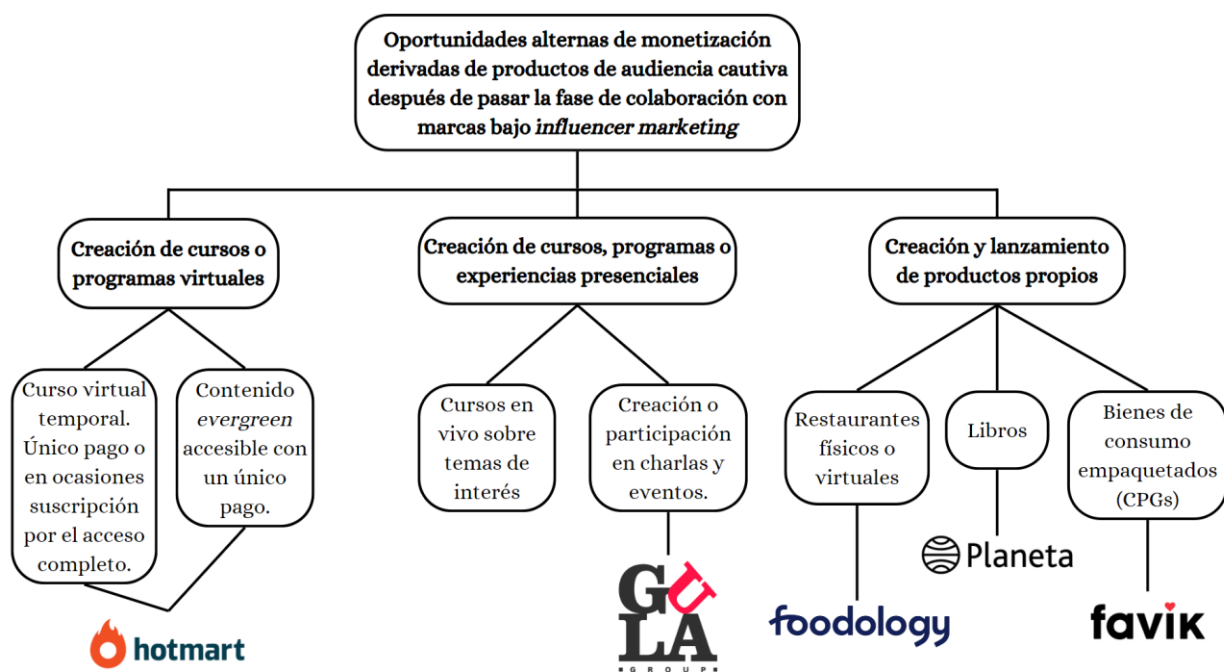 Oportunidades alternas de monetización
derivadas de productos de audiencia cautiva
después de pasar la fase de colaboración con
marcas bajo influencer marketing
Creación de cursos o
programas virtuales
Creación de cursos, programas o
experiencias presenciales
Creación y lanzamiento
de productos propios
Curso virtual
temporal.
Único pago o
en ocasiones
suscripción
por el acceso
completo.
Contenido
evergreen
accesible con
un único
pago.
Cursos en
vivo sobre
temas de
interés
Creación o
participación
en charlas y
eventos.
Restaurantes
físicos o
virtuales
Libros
Bienes de
consumo
empaquetados
(CPGs)
hotmart
GULA
GROUP
foodology
Planeta
favik